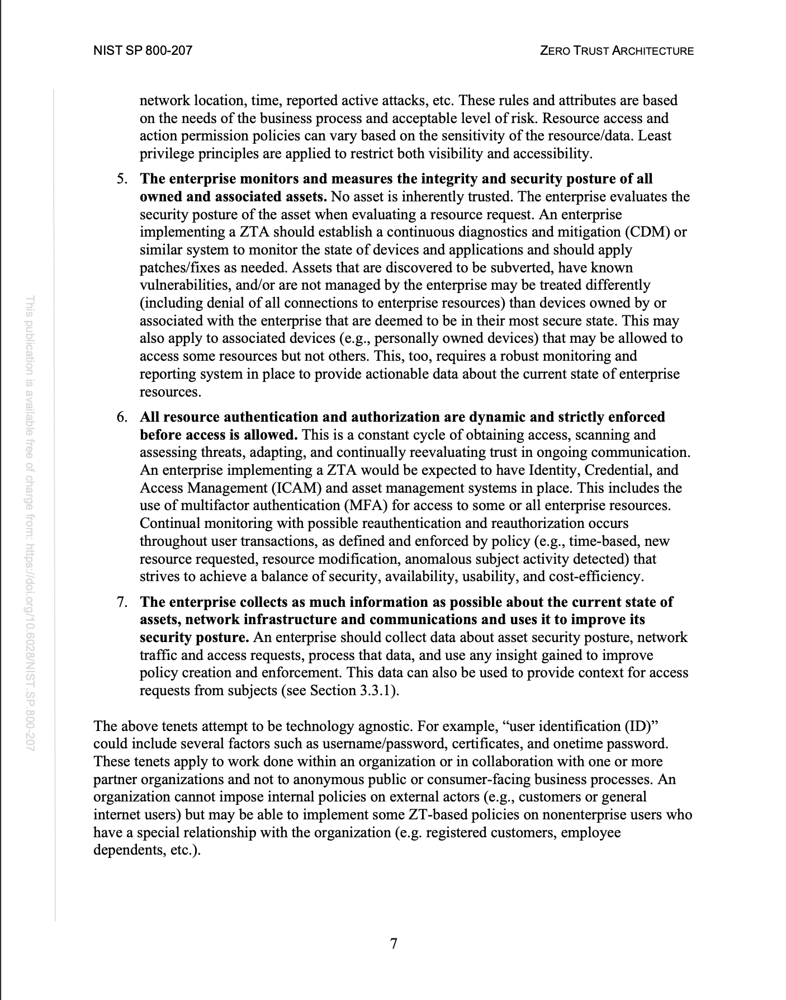 NIST SP 800-207
ZERO TRUST ARCHITECTURE
network location, time, reported active attacks, etc. These rules and attributes are based
on the needs of the business process and acceptable level of risk. Resource access and
action permission policies can vary based on the sensitivity of the resource/data. Least
privilege principles are applied to restrict both visibility and accessibility.
5. The enterprise monitors and measures the integrity and security posture of all
owned and associated assets. No asset is inherently trusted. The enterprise evaluates the
security posture of the asset when evaluating a resource request. An enterprise
implementing a ZTA should establish a continuous diagnostics and mitigation (CDM) or
similar system to monitor the state of devices and applications and should apply
patches/fixes as needed. Assets that are discovered to be subverted, have known
vulnerabilities, and/or are not managed by the enterprise may be treated differently
(including denial of all connections to enterprise resources) than devices owned by or
associated with the enterprise that are deemed to be in their most secure state. This may
also apply to associated devices (e.g., personally owned devices) that may be allowed to
access some resources but not others. This, too, requires a robust monitoring and
reporting system in place to provide actionable data about the current state of enterprise
resources.
6. All resource authentication and authorization are dynamic and strictly enforced
before access is allowed. This is a constant cycle of obtaining access, scanning and
assessing threats, adapting, and continually reevaluating trust in ongoing communication.
An enterprise implementing a ZTA would be expected to have Identity, Credential, and
Access Management (ICAM) and asset management systems in place. This includes the
use of multifactor authentication (MFA) for access to some or all enterprise resources.
Continual monitoring with possible reauthentication and reauthorization occurs
throughout user transactions, as defined and enforced by policy (e.g., time-based, new
resource requested, resource modification, anomalous subject activity detected) that
strives to achieve a balance of security, availability, usability, and cost-efficiency.
7. The enterprise collects as much information as possible about the current state of
assets, network infrastructure and communications and uses it to improve its
security posture. An enterprise should collect data about asset security posture, network
traffic and access requests, process that data, and use any insight gained to improve
policy creation and enforcement. This data can also be used to provide context for access
requests from subjects (see Section 3.3.1).
The above tenets attempt to be technology agnostic. For example, “user identification (ID)”
could include several factors such as username/password, certificates, and onetime password.
These tenets apply to work done within an organization or in collaboration with one or more
partner organizations and not to anonymous public or consumer-facing business processes. An
organization cannot impose internal policies on external actors (e.g., customers or general
internet users) but may be able to implement some ZT-based policies on nonenterprise users who
have a special relationship with the organization (e.g. registered customers, employee
dependents, etc.).
7
This publication is available free of charge from: https://doi.org/10.6028/NIST.SP.800-207